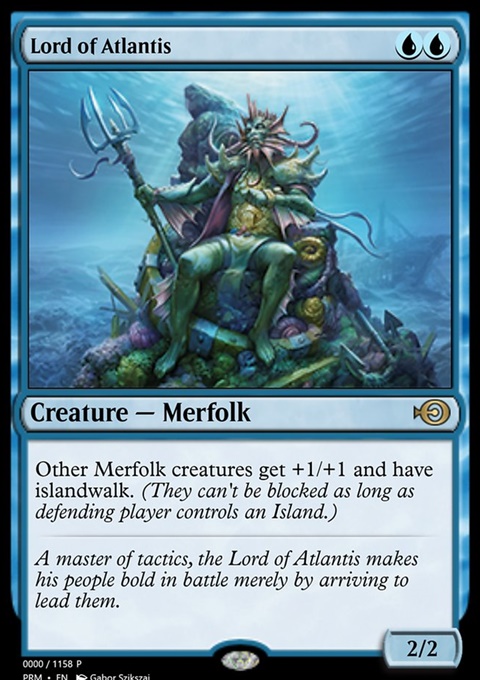 Lord of Atlantis
Creature — Merfolk
Other Merfolk creatures get +1/+1 and have
islandwalk. (They can't be blocked as long as
defending player controls an Island.)
A master of tactics, the Lord of Atlantis makes
his people bold in battle merely by arriving to
lead them.
2/2
0000 / 1158 P
PRM • EN Gabor Szikszai